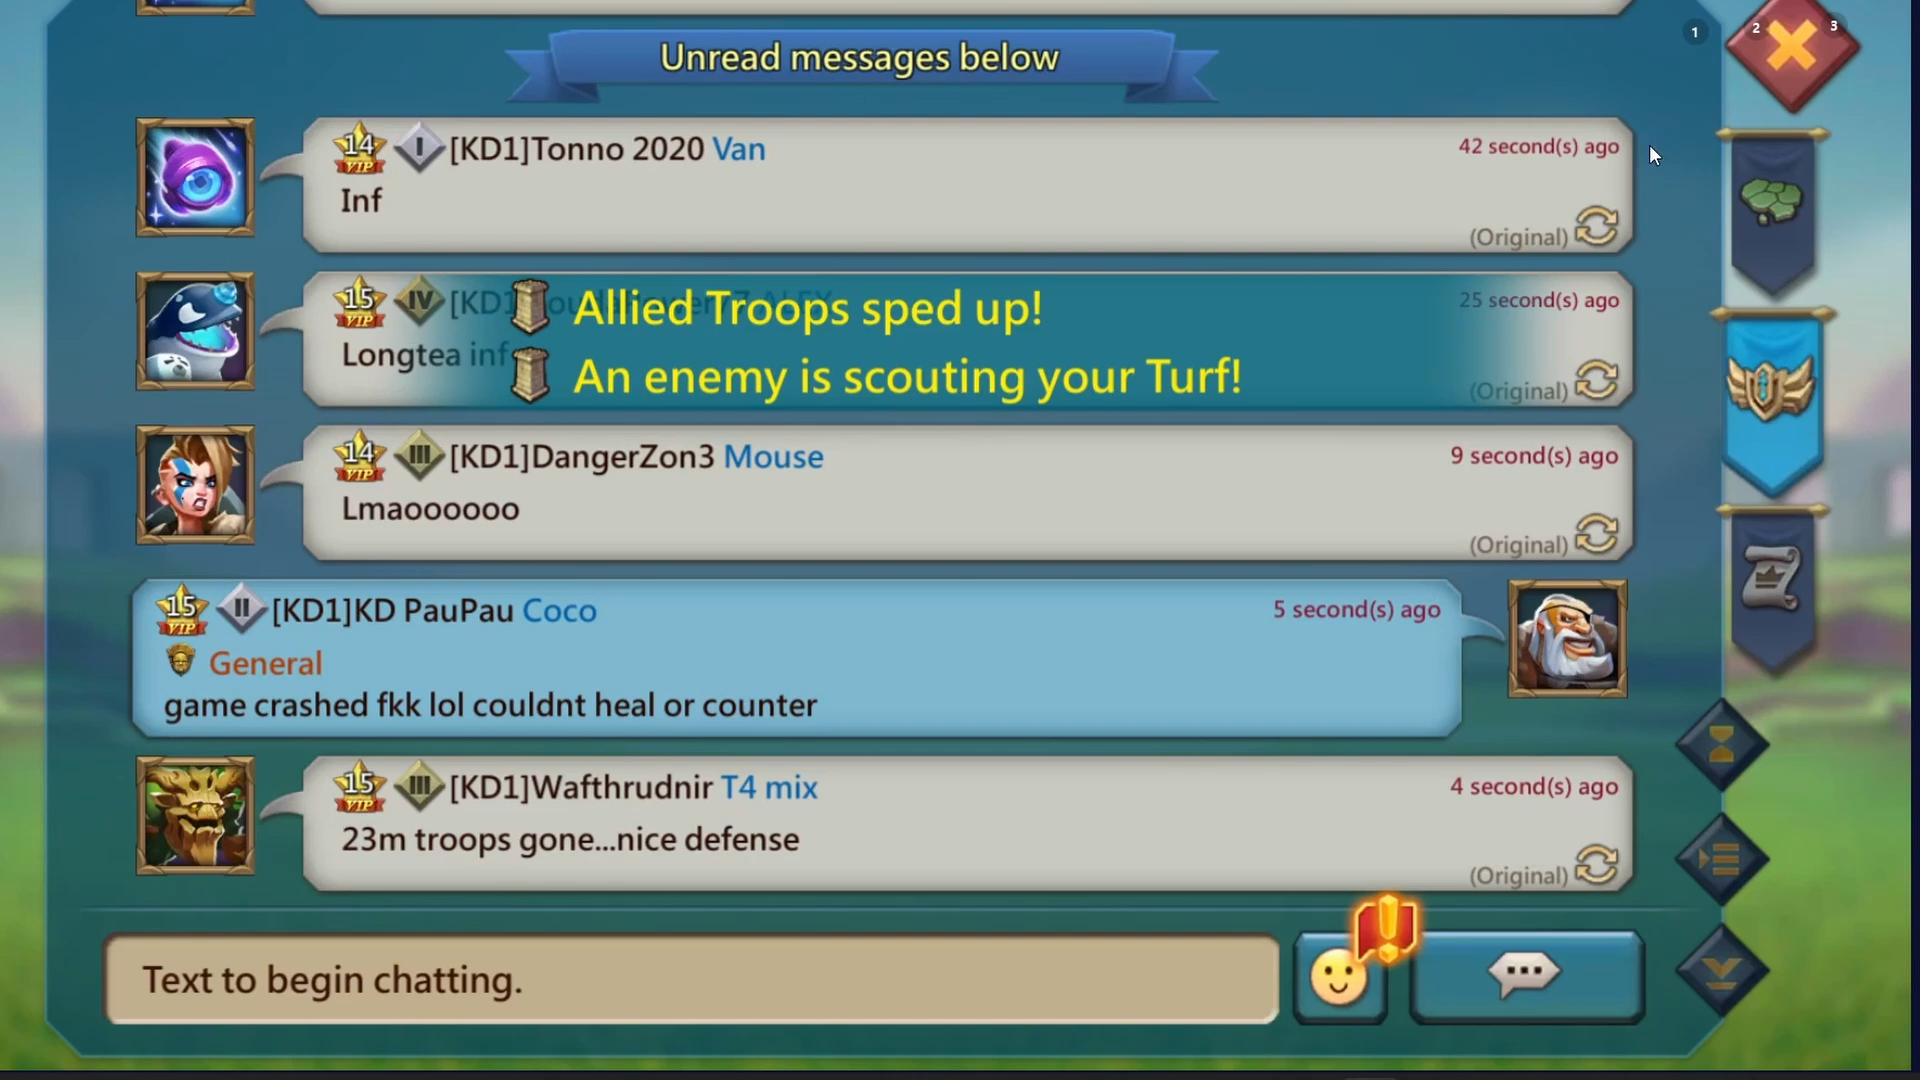 Unread messages below
1
2
3
14 VIP I [KD1]Tonno 2020 Van
42 second(s) ago
Inf
(Original)
15 VIP IV [KD1
25 second(s) ago
Longtea inf
(Original)
Allied Troops sped up!
An enemy is scouting your Turf!
14 VIP III [KD1]DangerZon3 Mouse
9 second(s) ago
Lmaoooooo
(Original)
15 VIP II [KD1]KD PauPau Coco
5 second(s) ago
General
game crashed fkk lol couldnt heal or counter
15 VIP III [KD1]Wafthrudnir T4 mix
4 second(s) ago
23m troops gone...nice defense
(Original)
Text to begin chatting.